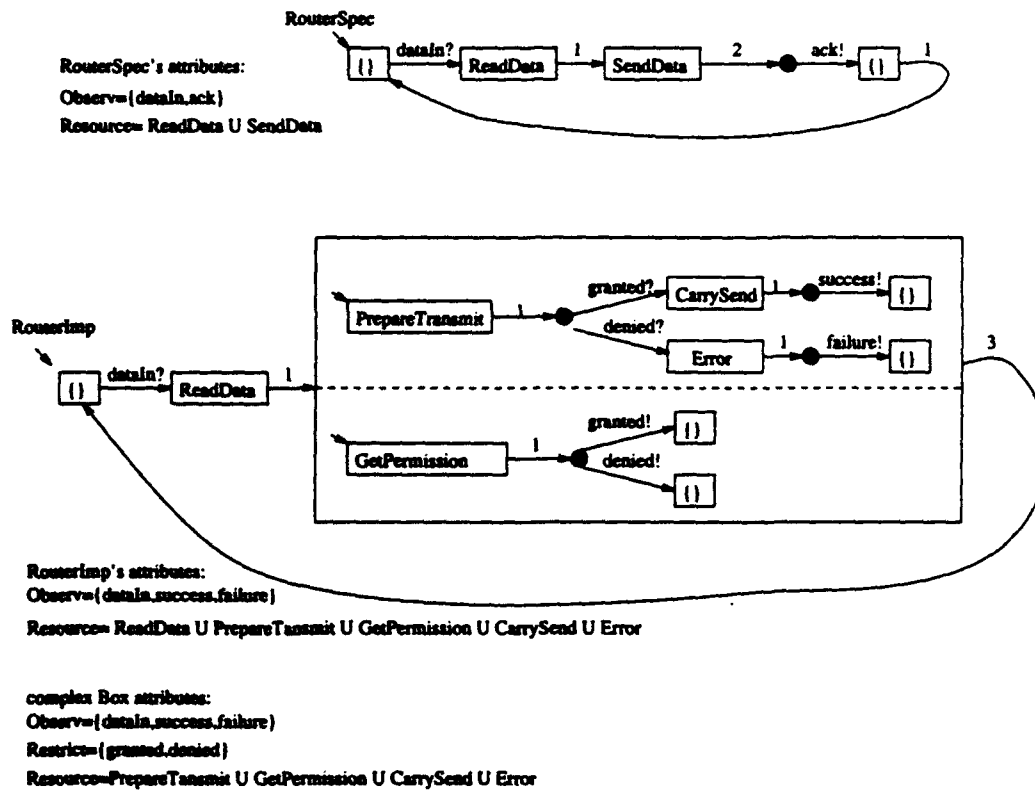 RouterSpec
{} dataIn? ReadData 1 SendData 2 ack! {} 1
RouterSpec's attributes:
Observ={dataIn,ack}
Resource= ReadData U SendData
granted? CarrySend 1 success! {}
PrepareTransmit 1
denied? Error 1 failure! {}
3
RouterImp
{} dataIn? ReadData 1
granted! {}
GetPermission 1
denied! {}
RouterImp's attributes:
Observ={dataIn,success,failure}
Resource= ReadData U PrepareTansmit U GetPermission U CarrySend U Error
complex Box attributes:
Observ={dataIn,success,failure}
Restrict={granted,denied}
Resource=PrepareTansmit U GetPermission U CarrySend U Error